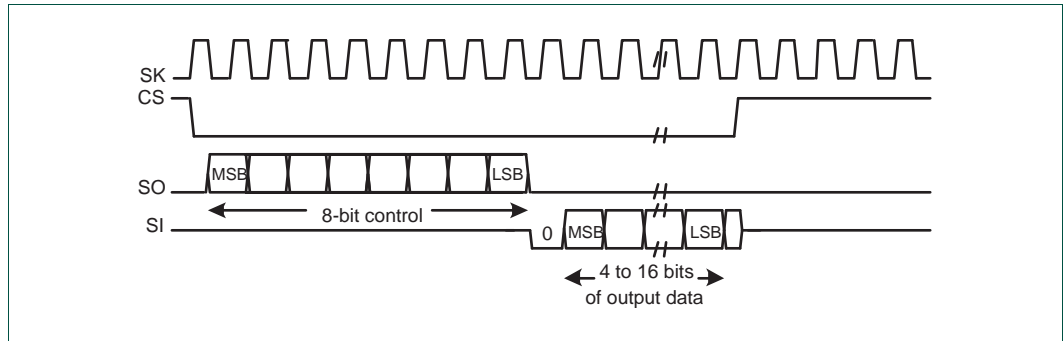 SK
CS
SO
MSB
LSB
8-bit control
SI
0
MSB
LSB
4 to 16 bits
of output data